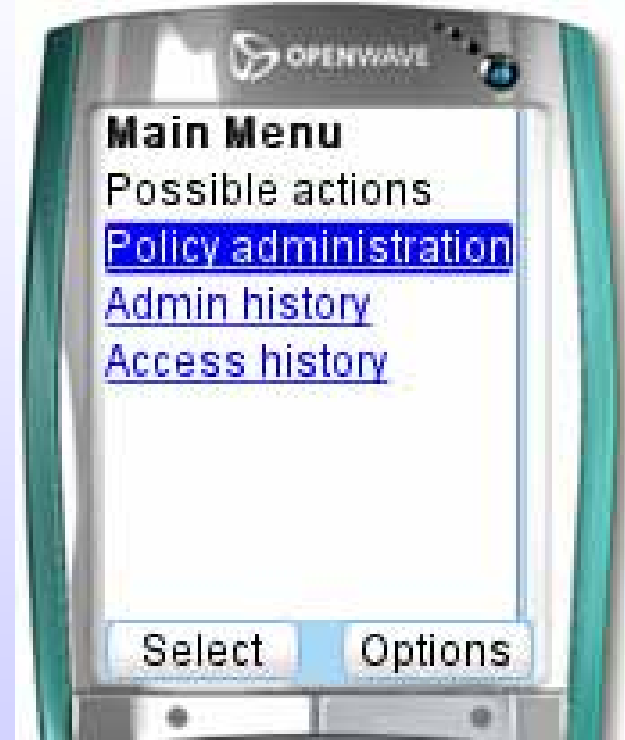 OPENWAVE
Main Menu
Possible actions
Policy administration
Admin history
Access history
Select Options